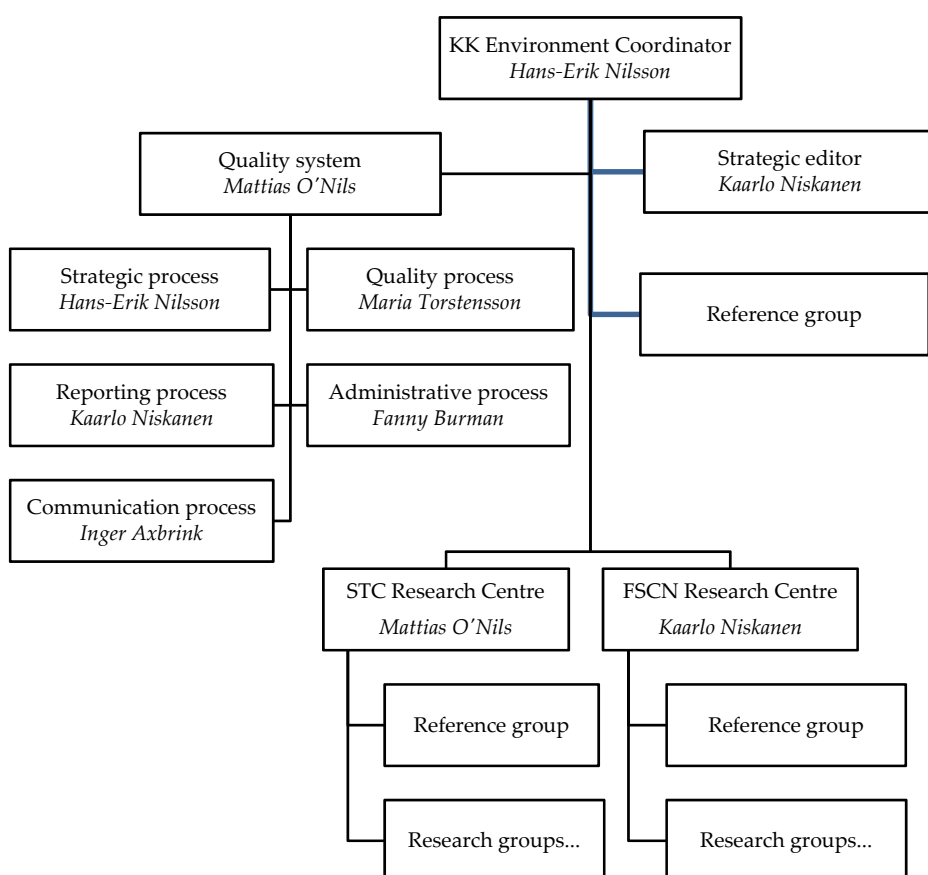 KK Environment Coordinator
Hans-Erik Nilsson
Quality system
Mattias O'Nils
Strategic editor
Kaarlo Niskanen
Strategic process
Hans-Erik Nilsson
Quality process
Maria Torstensson
Reference group
Reporting process
Kaarlo Niskanen
Administrative process
Fanny Burman
Communication process
Inger Axbrink
STC Research Centre
Mattias O'Nils
FSCN Research Centre
Kaarlo Niskanen
Reference group
Reference group
Research groups...
Research groups...